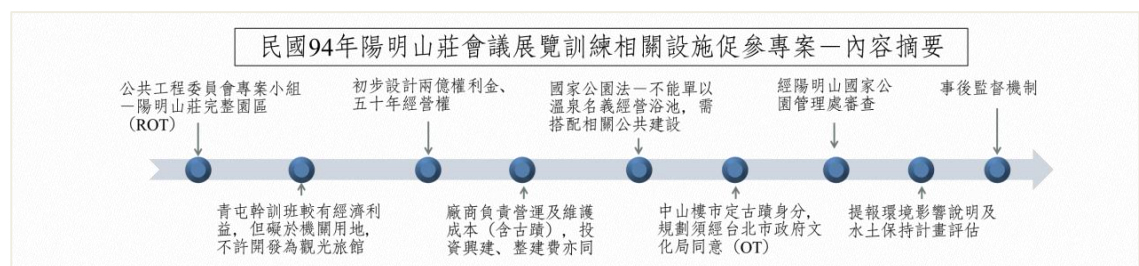 民國94年陽明山莊會議展覽訓練相關設施促參專案－內容摘要
公共工程委員會專案小組
－陽明山莊完整園區
（ROT）
青屯幹訓班較有經濟利
益，但礙於機關用地，
不許開發為觀光旅館
初步設計兩億權利金、
五十年經營權
廠商負責營運及維護
成本（含古蹟），投
資興建、整建費亦同
國家公園法－不能單以
溫泉名義經營浴池，需
搭配相關公共建設
中山樓市定古蹟身分，
規劃須經台北市政府文
化局同意（OT）
經陽明山國家公
園管理處審查
提報環境影響說明及
水土保持計畫評估
事後監督機制